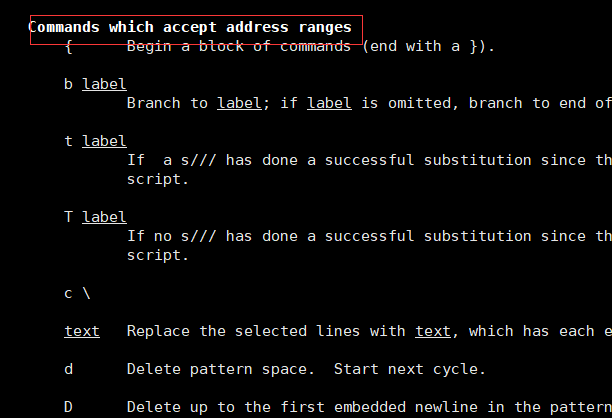 Commands which accept address ranges
{      Begin a block of commands (end with a }).
b label
Branch to label; if label is omitted, branch to end of
t label
If  a s/// has done a successful substitution since th
script.
T label
If no s/// has done a successful substitution since th
script.
c \
text   Replace the selected lines with text, which has each e
d      Delete pattern space.  Start next cycle.
D      Delete up to the first embedded newline in the pattern